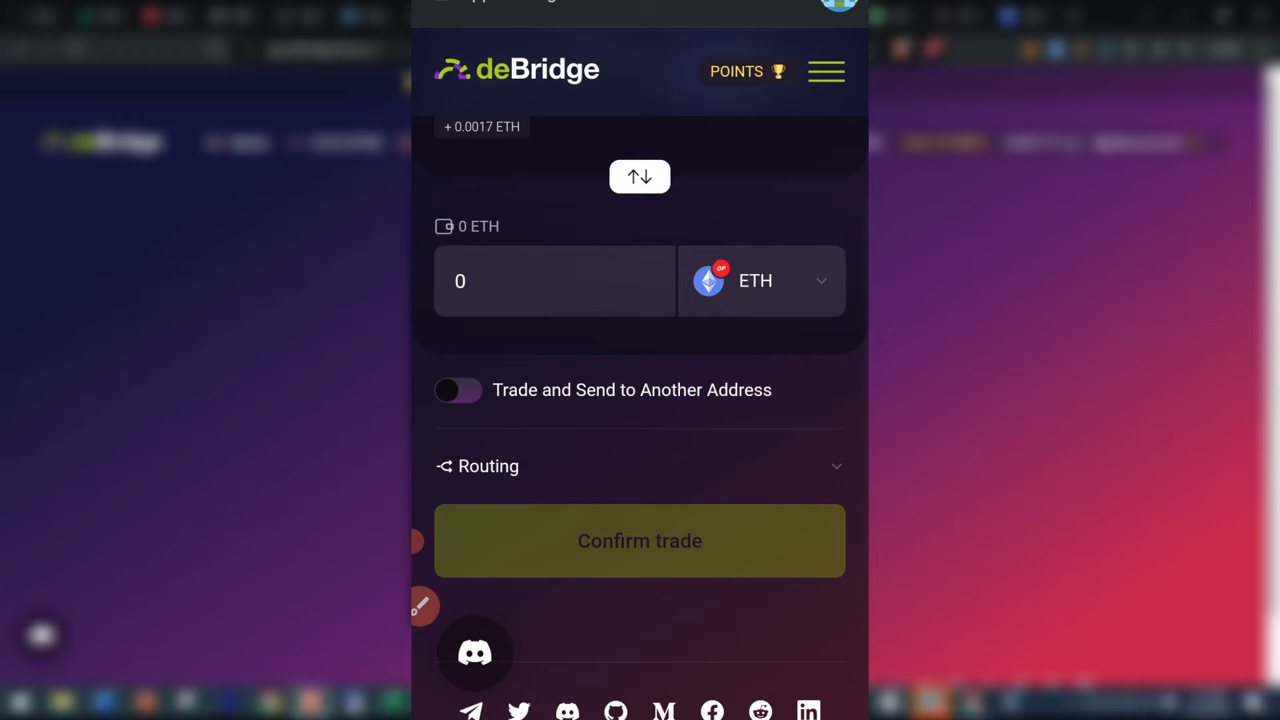 deBridge
POINTS
+ 0.0017 ETH
0 ETH
0
OP
ETH
Trade and Send to Another Address
Routing
Confirm trade